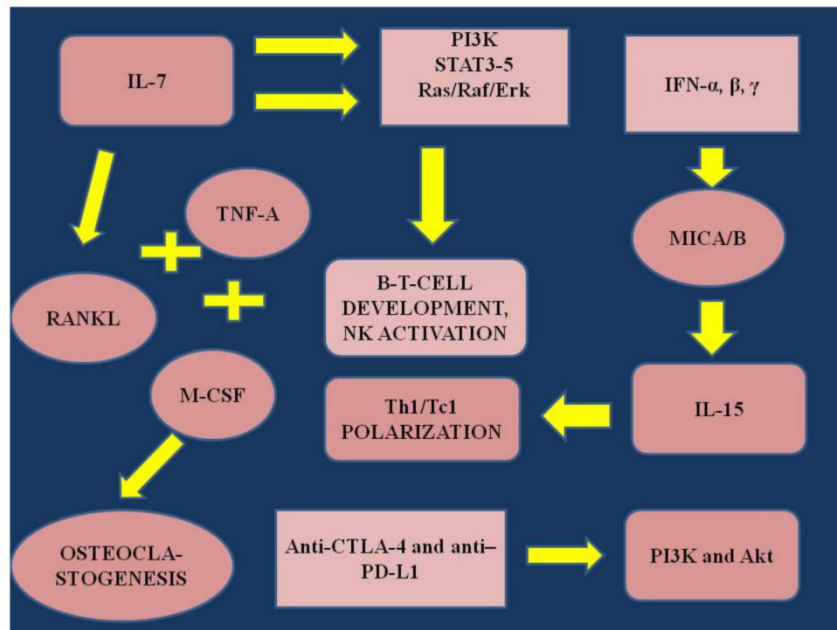 IL-7
PI3K
STAT3-5
Ras/Raf/Erk
IFN-α, β, γ
TNF-A
MICA/B
RANKL
B-T-CELL
DEVELOPMENT,
NK ACTIVATION
M-CSF
Th1/Tc1
POLARIZATION
IL-15
OSTEOCLA-
STOGENESIS
Anti-CTLA-4 and anti–
PD-L1
PI3K and Akt